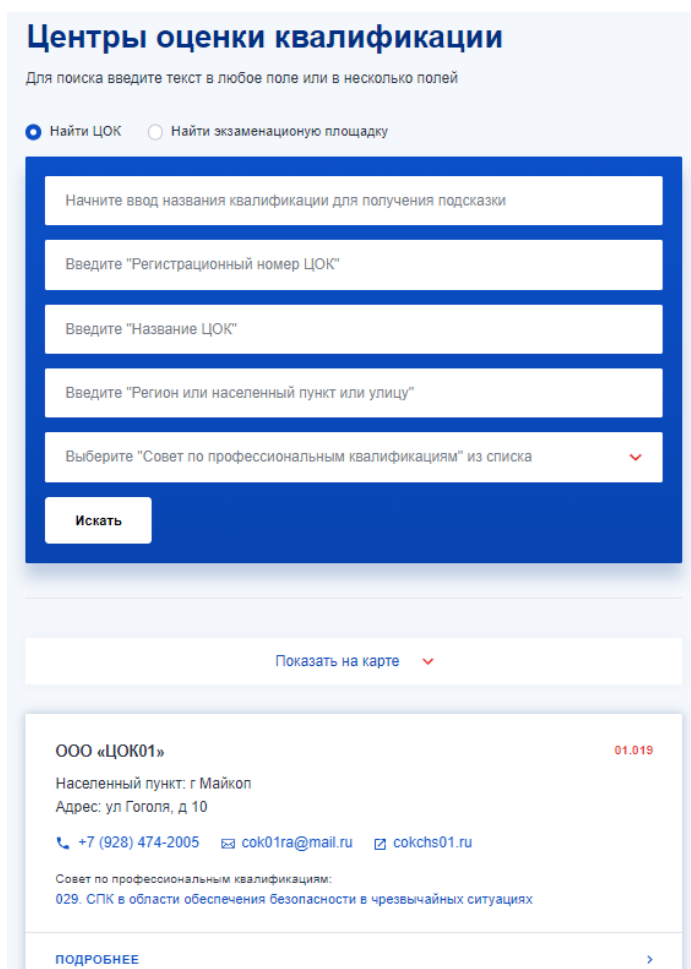 Центры оценки квалификации
Для поиска введите текст в любое поле или в несколько полей
Найти ЦОК Найти экзаменационую площадку
Начните ввод названия квалификации для получения подсказки
Введите "Регистрационный номер ЦОК"
Введите "Название ЦОК"
Введите "Регион или населенный пункт или улицу"
Выберите "Совет по профессиональным квалификациям" из списка
Искать
Показать на карте
ООО «ЦОК01» 01.019
Населенный пункт: г Майкоп
Адрес: ул Гоголя, д 10
+7 (928) 474-2005 cok01ra@mail.ru cokchs01.ru
Совет по профессиональным квалификациям:
029. СПК в области обеспечения безопасности в чрезвычайных ситуациях
ПОДРОБНЕЕ